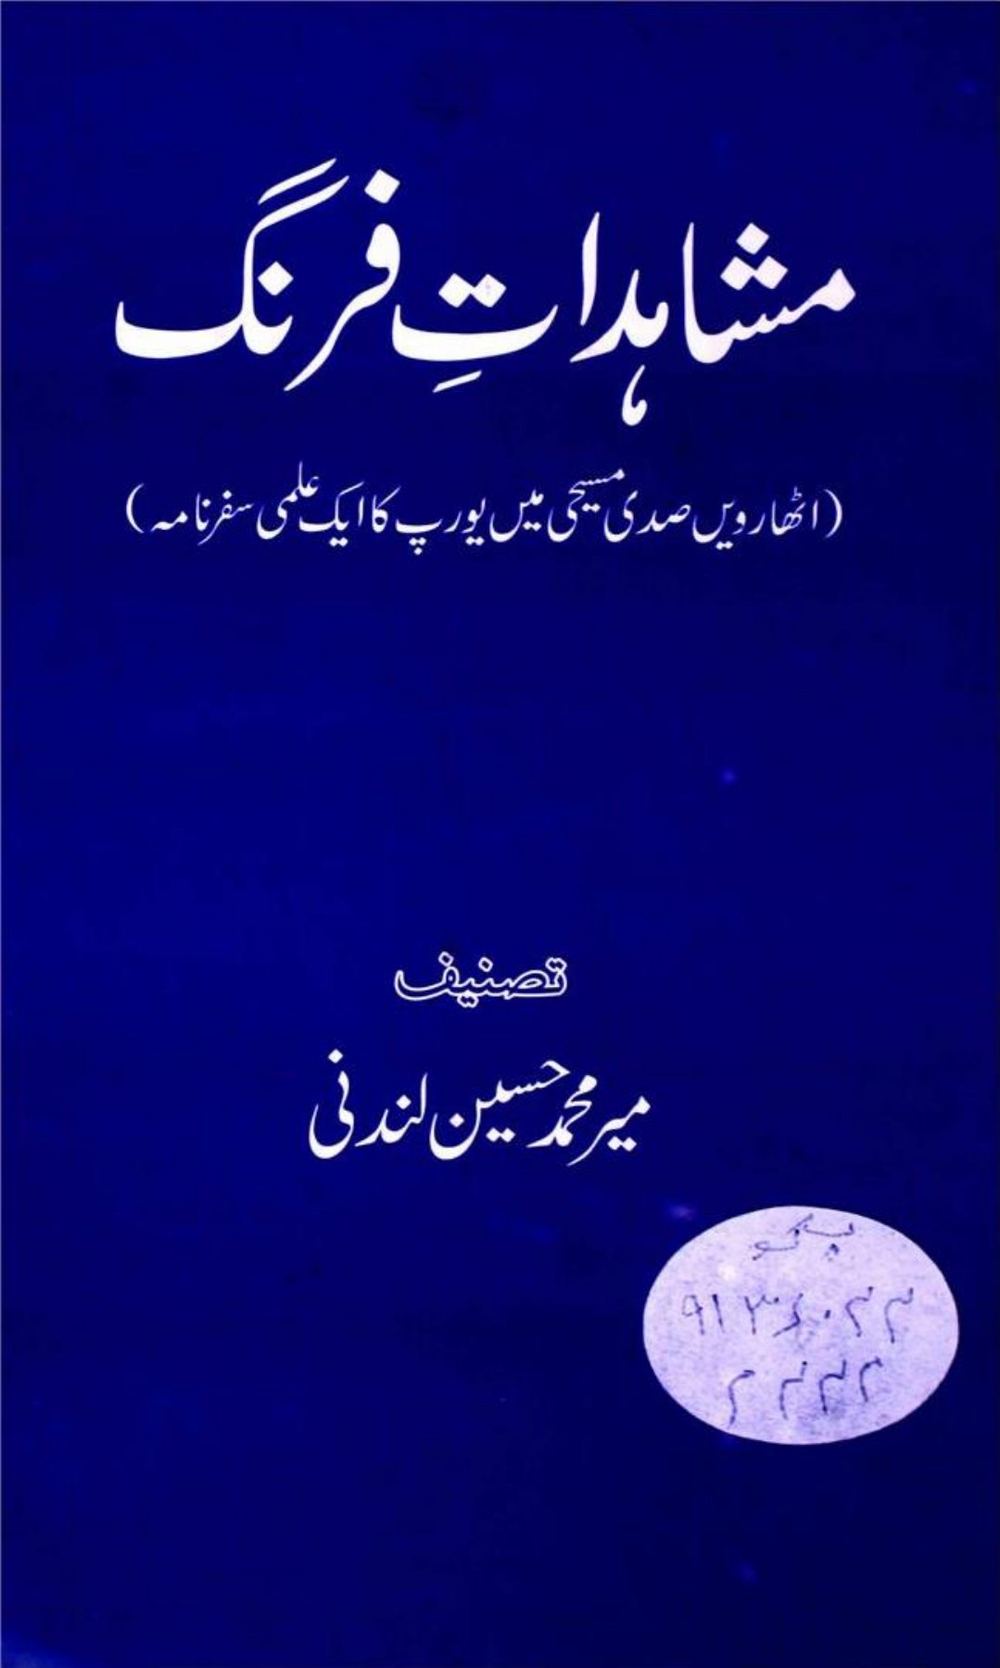 مشاہداتِ فرنگ
(اٹھارویں صدی مسیحی میں یورپ کا ایک علمی سفرنامہ)
تصنیف
میر محمد حسین لندنی